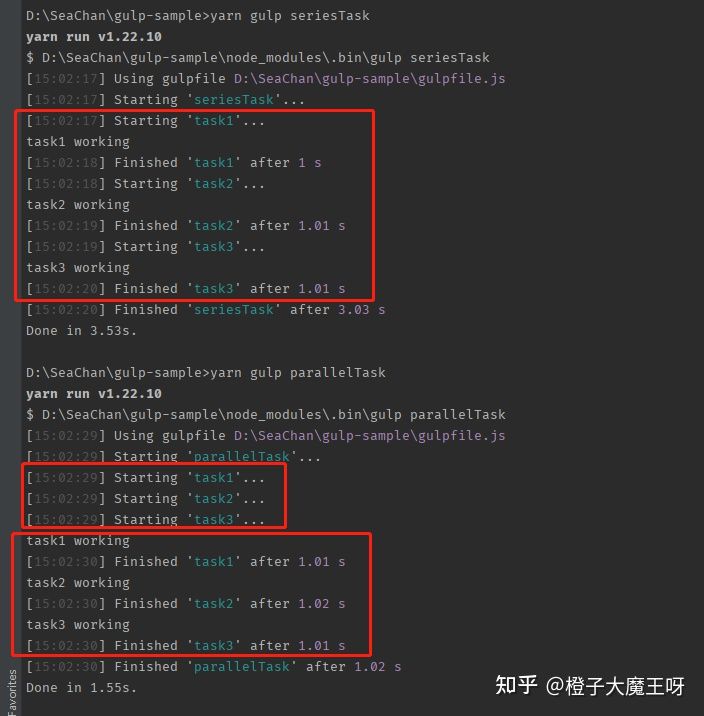 D:\SeaChan\gulp-sample>yarn gulp seriesTask
yarn run v1.22.10
$ D:\SeaChan\gulp-sample\node_modules\.bin\gulp seriesTask
[15:02:17] Using gulpfile D:\SeaChan\gulp-sample\gulpfile.js
[15:02:17] Starting 'seriesTask'...
[15:02:17] Starting 'task1'...
task1 working
[15:02:18] Finished 'task1' after 1 s
[15:02:18] Starting 'task2'...
task2 working
[15:02:19] Finished 'task2' after 1.01 s
[15:02:19] Starting 'task3'...
task3 working
[15:02:20] Finished 'task3' after 1.01 s
[15:02:20] Finished 'seriesTask' after 3.03 s
Done in 3.53s.
D:\SeaChan\gulp-sample>yarn gulp parallelTask
yarn run v1.22.10
$ D:\SeaChan\gulp-sample\node_modules\.bin\gulp parallelTask
[15:02:29] Using gulpfile D:\SeaChan\gulp-sample\gulpfile.js
[15:02:29] Starting 'parallelTask'...
[15:02:29] Starting 'task1'...
[15:02:29] Starting 'task2'...
[15:02:29] Starting 'task3'...
task1 working
[15:02:30] Finished 'task1' after 1.01 s
task2 working
[15:02:30] Finished 'task2' after 1.02 s
task3 working
[15:02:30] Finished 'task3' after 1.01 s
[15:02:30] Finished 'parallelTask' after 1.02 s
Done in 1.55s.
Favorites
知乎 @橙子大魔王呀